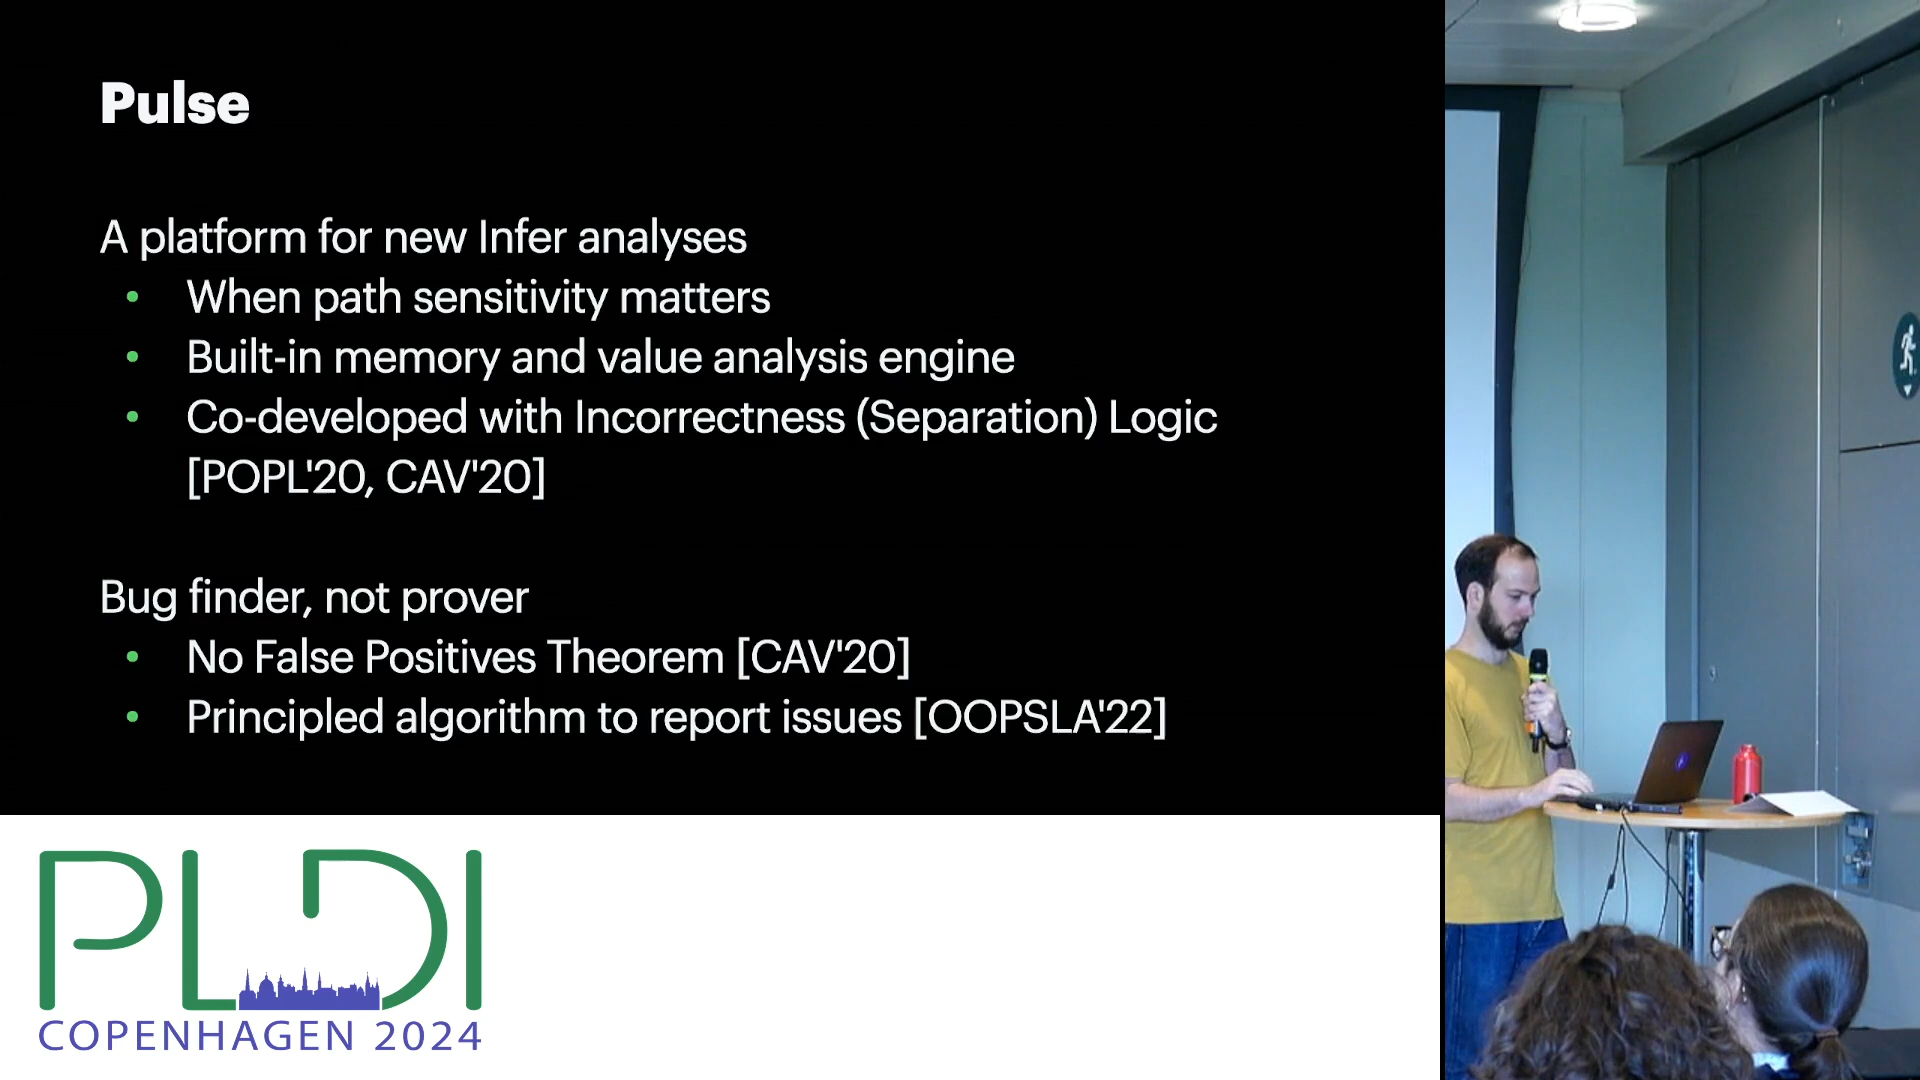 Pulse
A platform for new Infer analyses
• When path sensitivity matters
• Built-in memory and value analysis engine
• Co-developed with Incorrectness (Separation) Logic
[POPL'20, CAV'20]
Bug finder, not prover
• No False Positives Theorem [CAV'20]
• Principled algorithm to report issues [OOPSLA'22]
PLDI
COPENHAGEN 2024